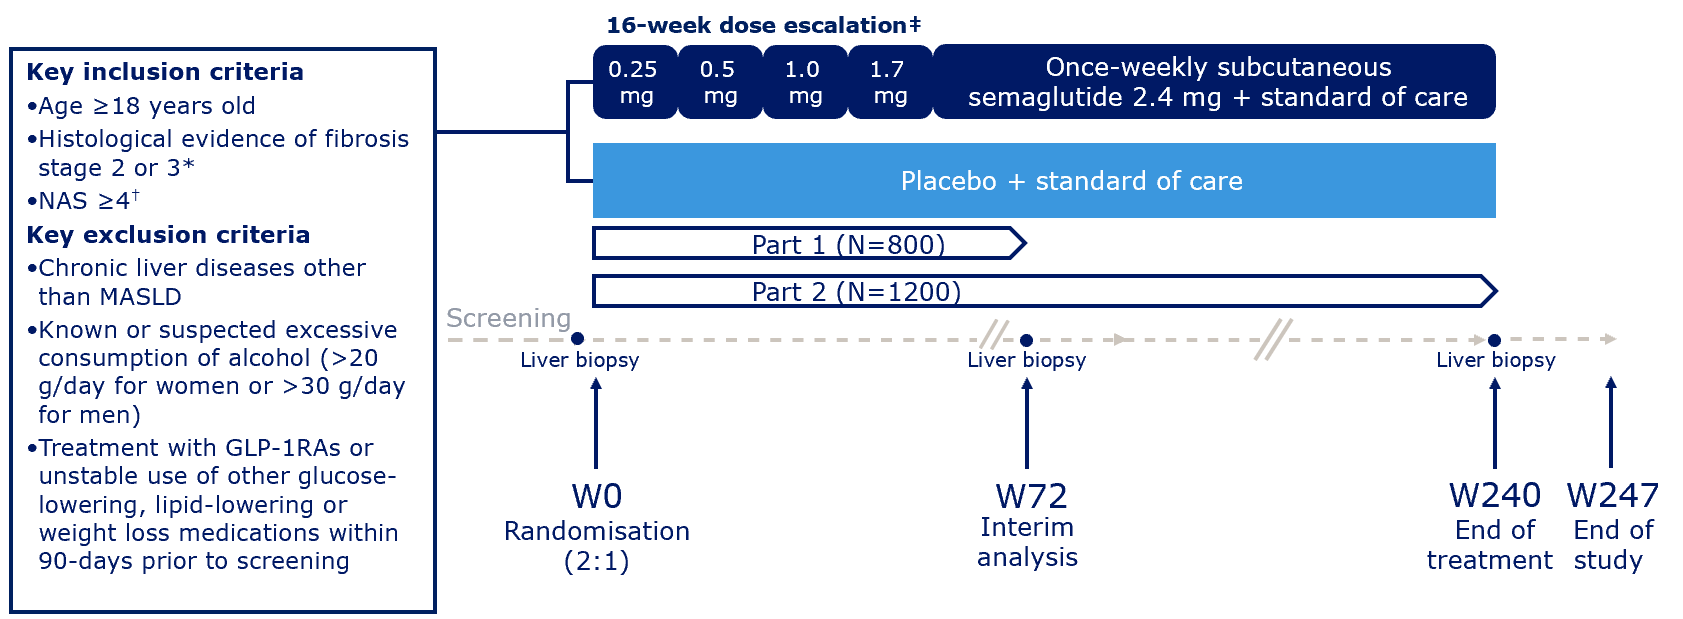 Key inclusion criteria
•Age ≥18 years old
•Histological evidence of fibrosis
stage 2 or 3*
•NAS ≥4†
Key exclusion criteria
•Chronic liver diseases other
than MASLD
•Known or suspected excessive
consumption of alcohol (>20
g/day for women or >30 g/day
for men)
•Treatment with GLP-1RAs or
unstable use of other glucose-
lowering, lipid-lowering or
weight loss medications within
90-days prior to screening
16-week dose escalation‡
0.25
mg
0.5
mg
1.0
mg
1.7
mg
Once-weekly subcutaneous
semaglutide 2.4 mg + standard of care
Placebo + standard of care
Part 1 (N=800)
Part 2 (N=1200)
Screening
Liver biopsy
Liver biopsy
Liver biopsy
W0
Randomisation
(2:1)
W72
Interim
analysis
W240
End of
treatment
W247
End of
study